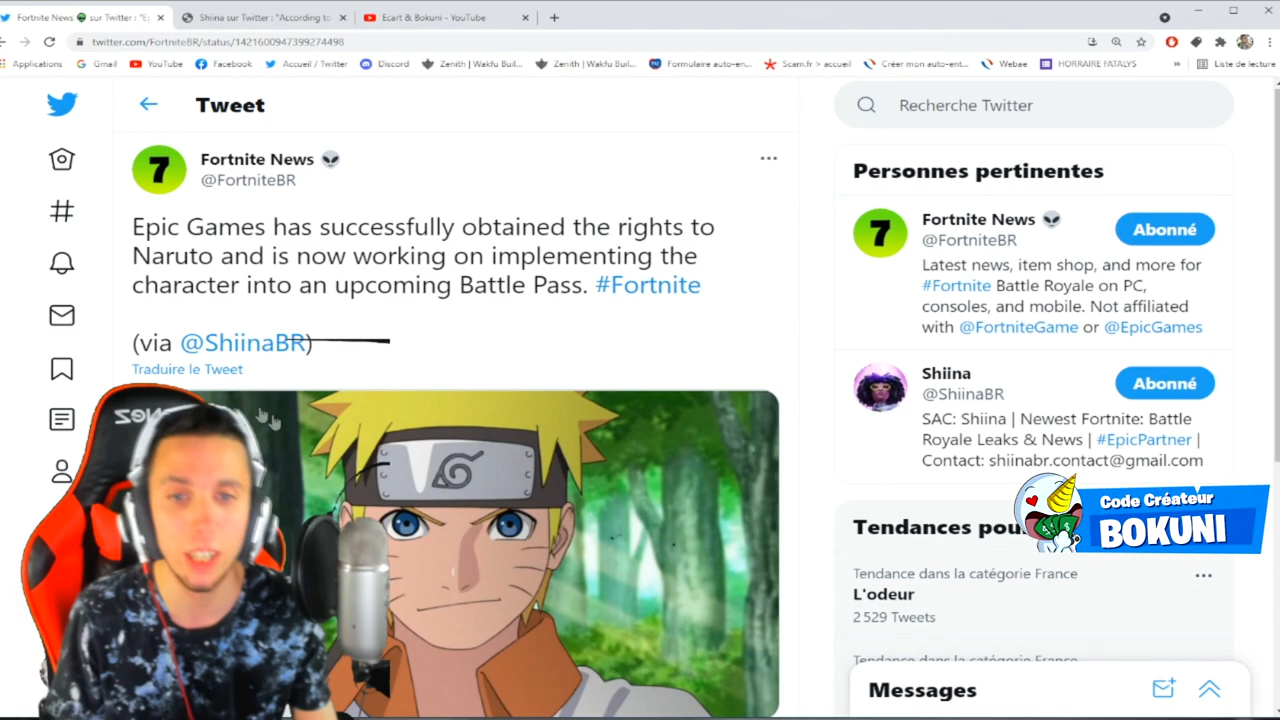 Fortnite News
sur Twitter : "Ep
Shiina sur Twitter : "According to
Ecart & Bokuni - YouTube
twitter.com/FortniteBR/status/1421600947399274498
Applications
Gmail
YouTube
Facebook
Accueil / Twitter
Discord
Zenith | Wakfu Buil...
Zenith | Wakfu Buil...
Formulaire auto-en...
Scam.fr > accueil
Créer mon auto-ent...
Webae
HORRAIRE FATALYS
»
Liste de lecture
Tweet
Recherche Twitter
7
Fortnite News
@FortniteBR
Epic Games has successfully obtained the rights to
Naruto and is now working on implementing the
character into an upcoming Battle Pass. #Fortnite
(via @ShiinaBR)
Traduire le Tweet
Personnes pertinentes
7
Fortnite News
@FortniteBR
Abonné
Latest news, item shop, and more for
#Fortnite Battle Royale on PC,
consoles, and mobile. Not affiliated
with @FortniteGame or @EpicGames
Shiina
@ShiinaBR
Abonné
SAC: Shiina | Newest Fortnite: Battle
Royale Leaks & News | #EpicPartner |
Contact: shiinabr.contact@gmail.com
Code Créateur
BOKUNI
Tendances pou
Tendance dans la catégorie France
L'odeur
2 529 Tweets
Tendance dans la catégorie France
Messages